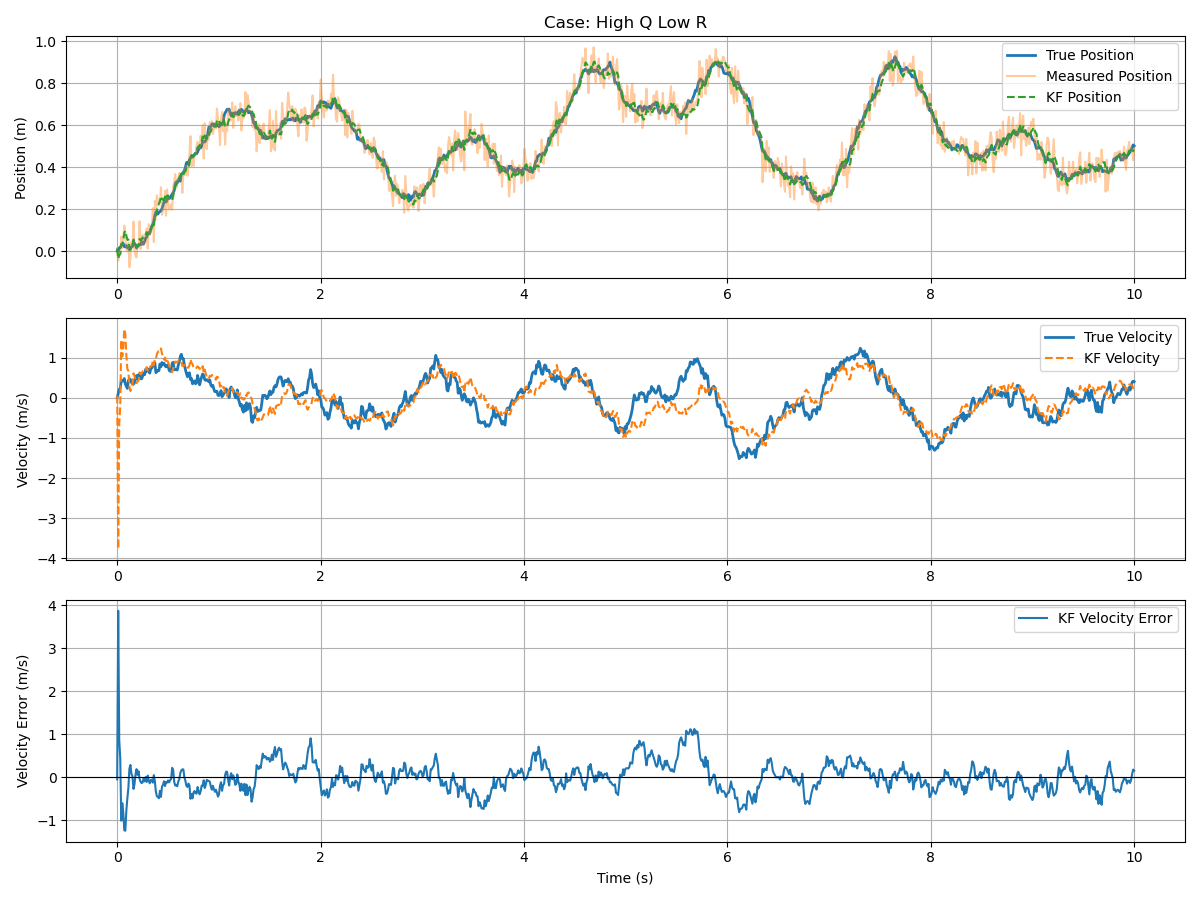 Case: High Q Low R
Position (m)
1.0
0.8
0.6
0.4
0.2
0.0
True Position
Measured Position
KF Position
0 2 4 6 8 10
Velocity (m/s)
1
0
−1
−2
−3
−4
True Velocity
KF Velocity
0 2 4 6 8 10
Velocity Error (m/s)
4
3
2
1
0
−1
KF Velocity Error
0 2 4 6 8 10
Time (s)